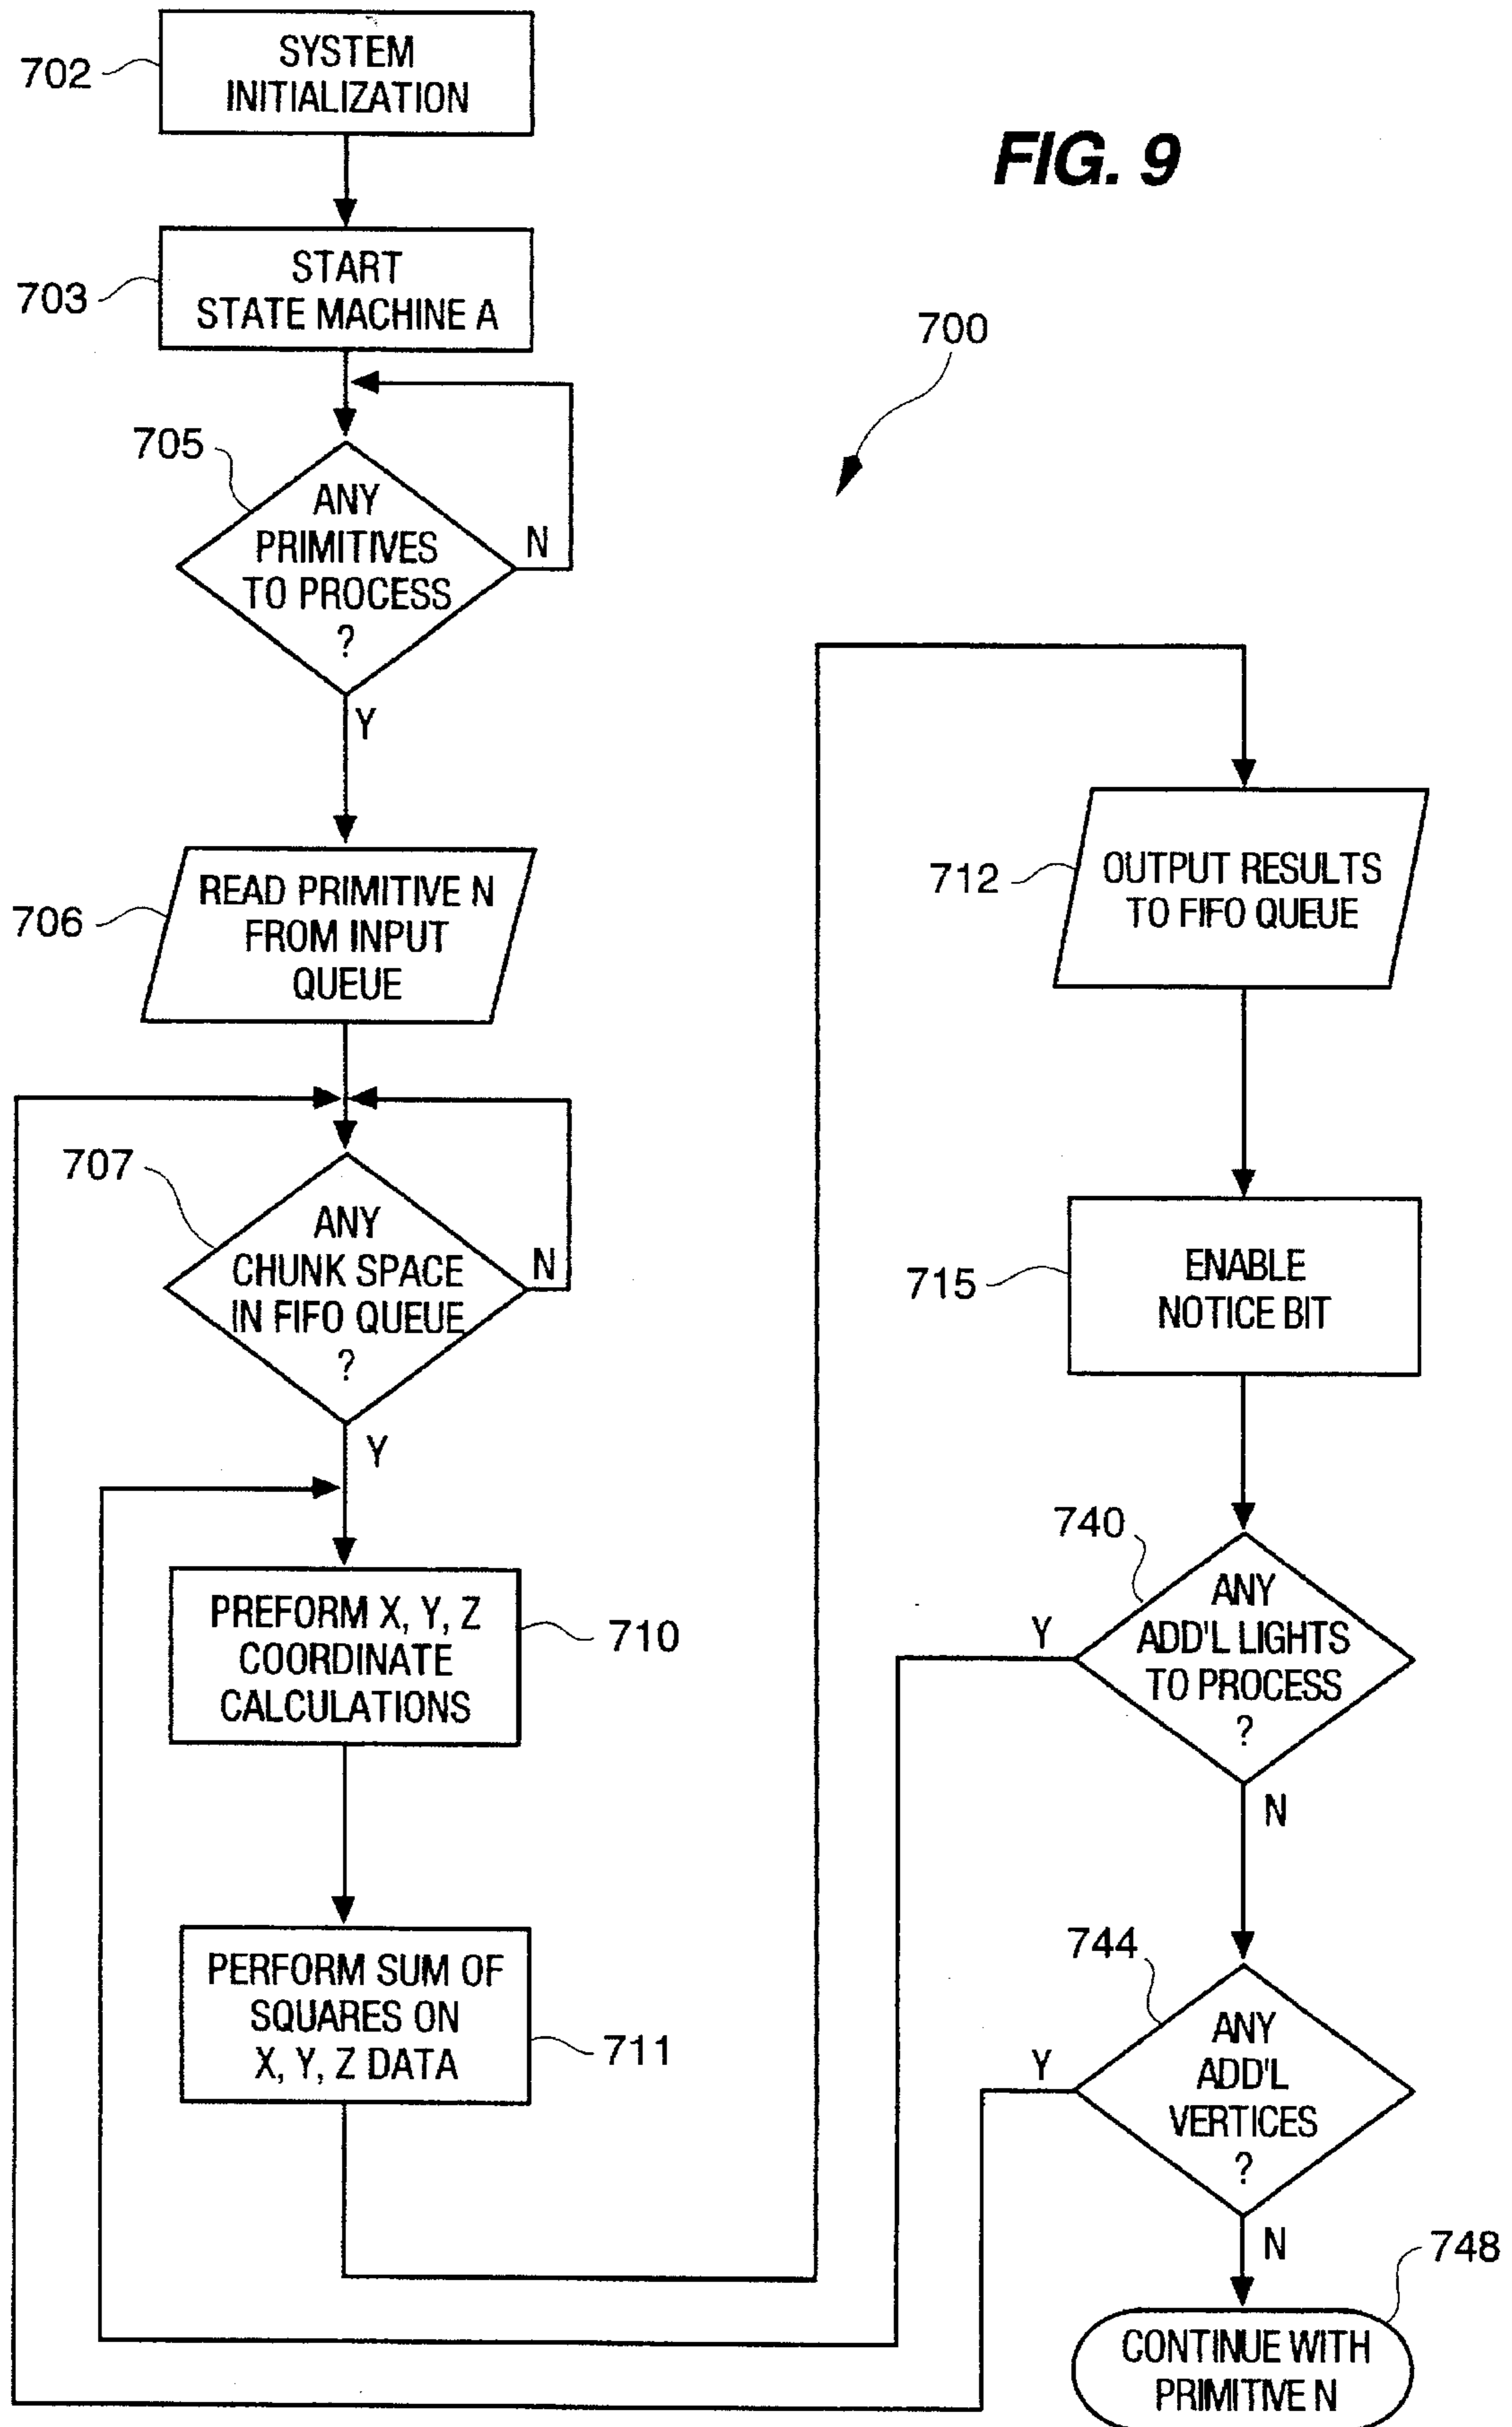 702
SYSTEM
INITIALIZATION
FIG. 9
703
START
STATE MACHINE A
700
705
ANY
PRIMITIVES
TO PROCESS
?
N
Y
706
READ PRIMITIVE N
FROM INPUT
QUEUE
707
ANY
CHUNK SPACE
IN FIFO QUEUE
?
N
Y
PREFORM X, Y, Z
COORDINATE
CALCULATIONS
710
PERFORM SUM OF
SQUARES ON
X, Y, Z DATA
711
712
OUTPUT RESULTS
TO FIFO QUEUE
715
ENABLE
NOTICE BIT
740
ANY
ADD'L LIGHTS
TO PROCESS
?
Y
N
744
ANY
ADD'L
VERTICES
?
Y
N
748
CONTINUE WITH
PRIMITIVE N